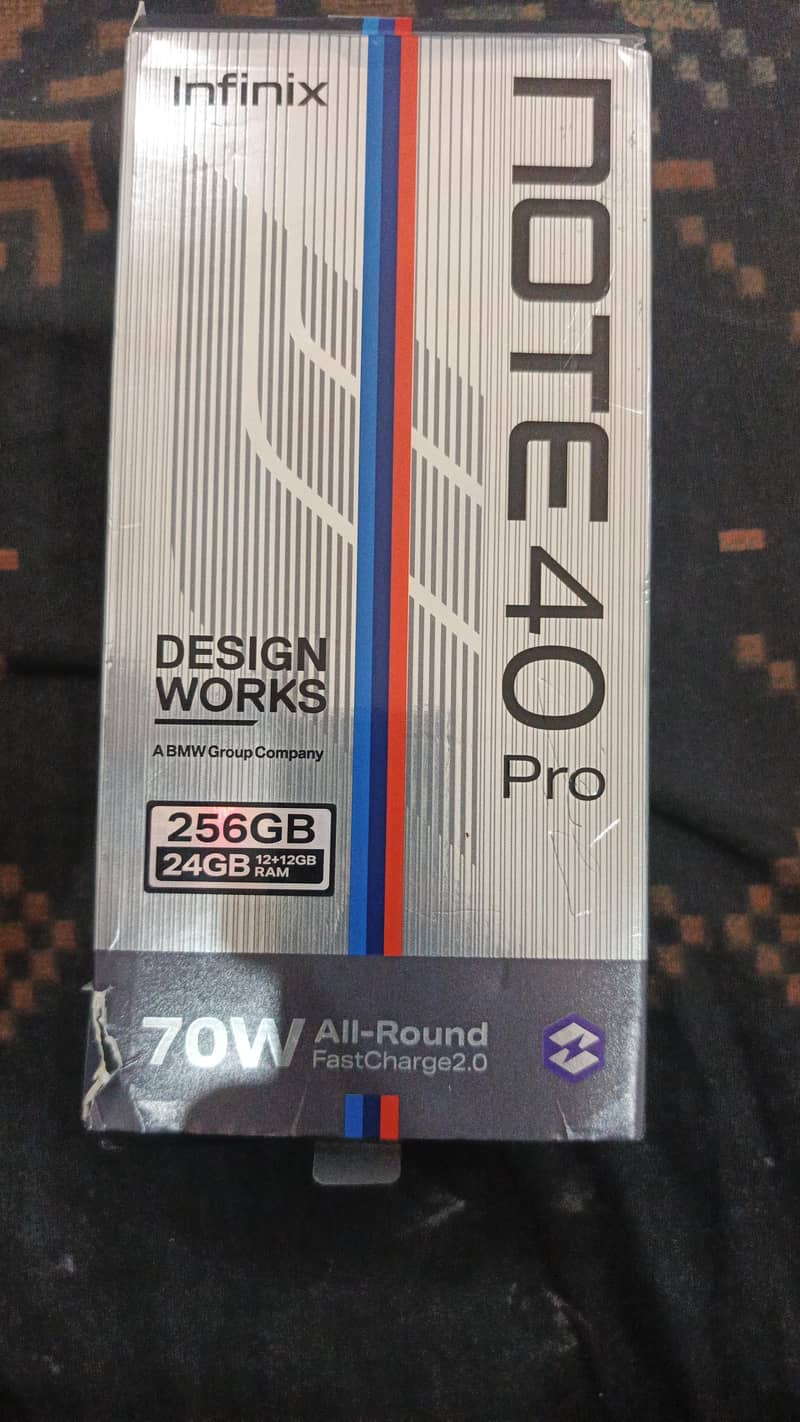 Infinix
NOTE 40
Pro
DESIGN
WORKS
A BMW Group Company
256GB
24GB 12+12GB
RAM
70W All-Round
FastCharge2.0